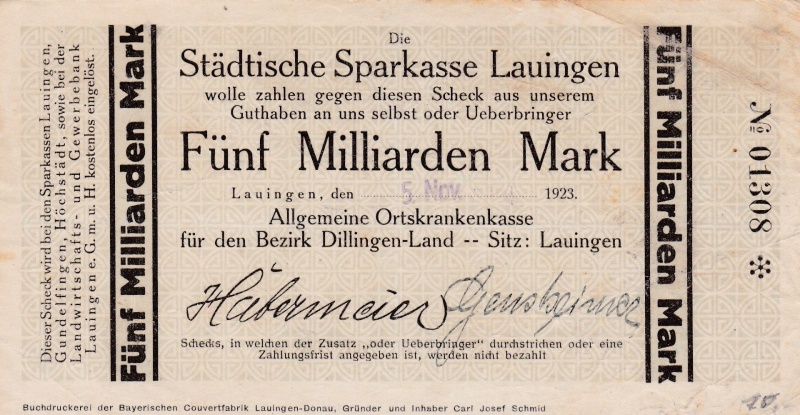 Dieser Scheck wird bei den Sparkassen Lauingen,
Gundelfingen, Höchstädt, sowie bei der
Landwirtschafts- und Gewerbebank
Lauingen e. G. m. u. H. kostenlos eingelöst.
Fünf Milliarden Mark
Die
Städtische Sparkasse Lauingen
wolle zahlen gegen diesen Scheck aus unserem
Guthaben an uns selbst oder Ueberbringer
Fünf Milliarden Mark
Lauingen, den 5. Nov. 1923.
Allgemeine Ortskrankenkasse
für den Bezirk Dillingen-Land -- Sitz: Lauingen
Habermeier Gensheimer
Schecks, in welchen der Zusatz „oder Ueberbringer" durchstrichen oder eine
Zahlungsfrist angegeben ist, werden nicht bezahlt
Fünf Milliarden Mark
№ 01308 *
Buchdruckerei der Bayerischen Couvertfabrik Lauingen-Donau, Gründer und Inhaber Carl Josef Schmid